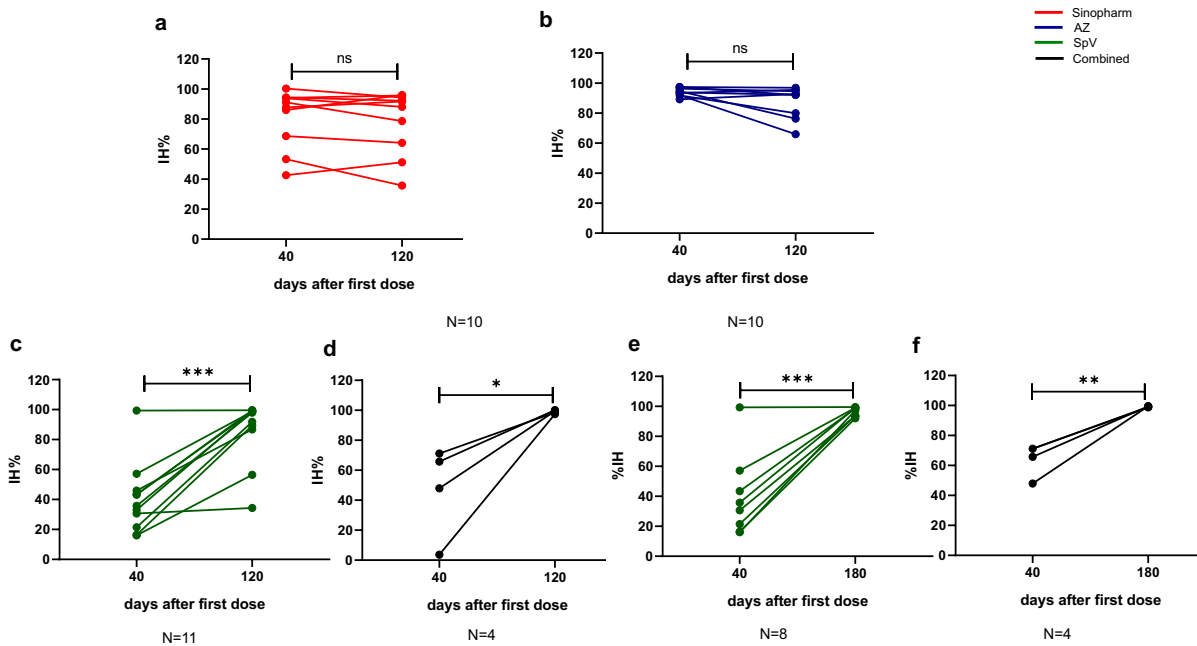 Sinopharm
AZ
SpV
Combined
a
ns
120
100
80
60
40
20
0
IH%
40
120
days after first dose
N=10
b
ns
120
100
80
60
40
20
0
IH%
40
120
days after first dose
N=10
c
***
120
100
80
60
40
20
0
IH%
40
120
days after first dose
N=11
d
*
120
100
80
60
40
20
0
IH%
40
120
days after first dose
N=4
e
***
120
100
80
60
40
20
0
%IH
40
180
days after first dose
N=8
f
**
120
100
80
60
40
20
0
%IH
40
180
days after first dose
N=4